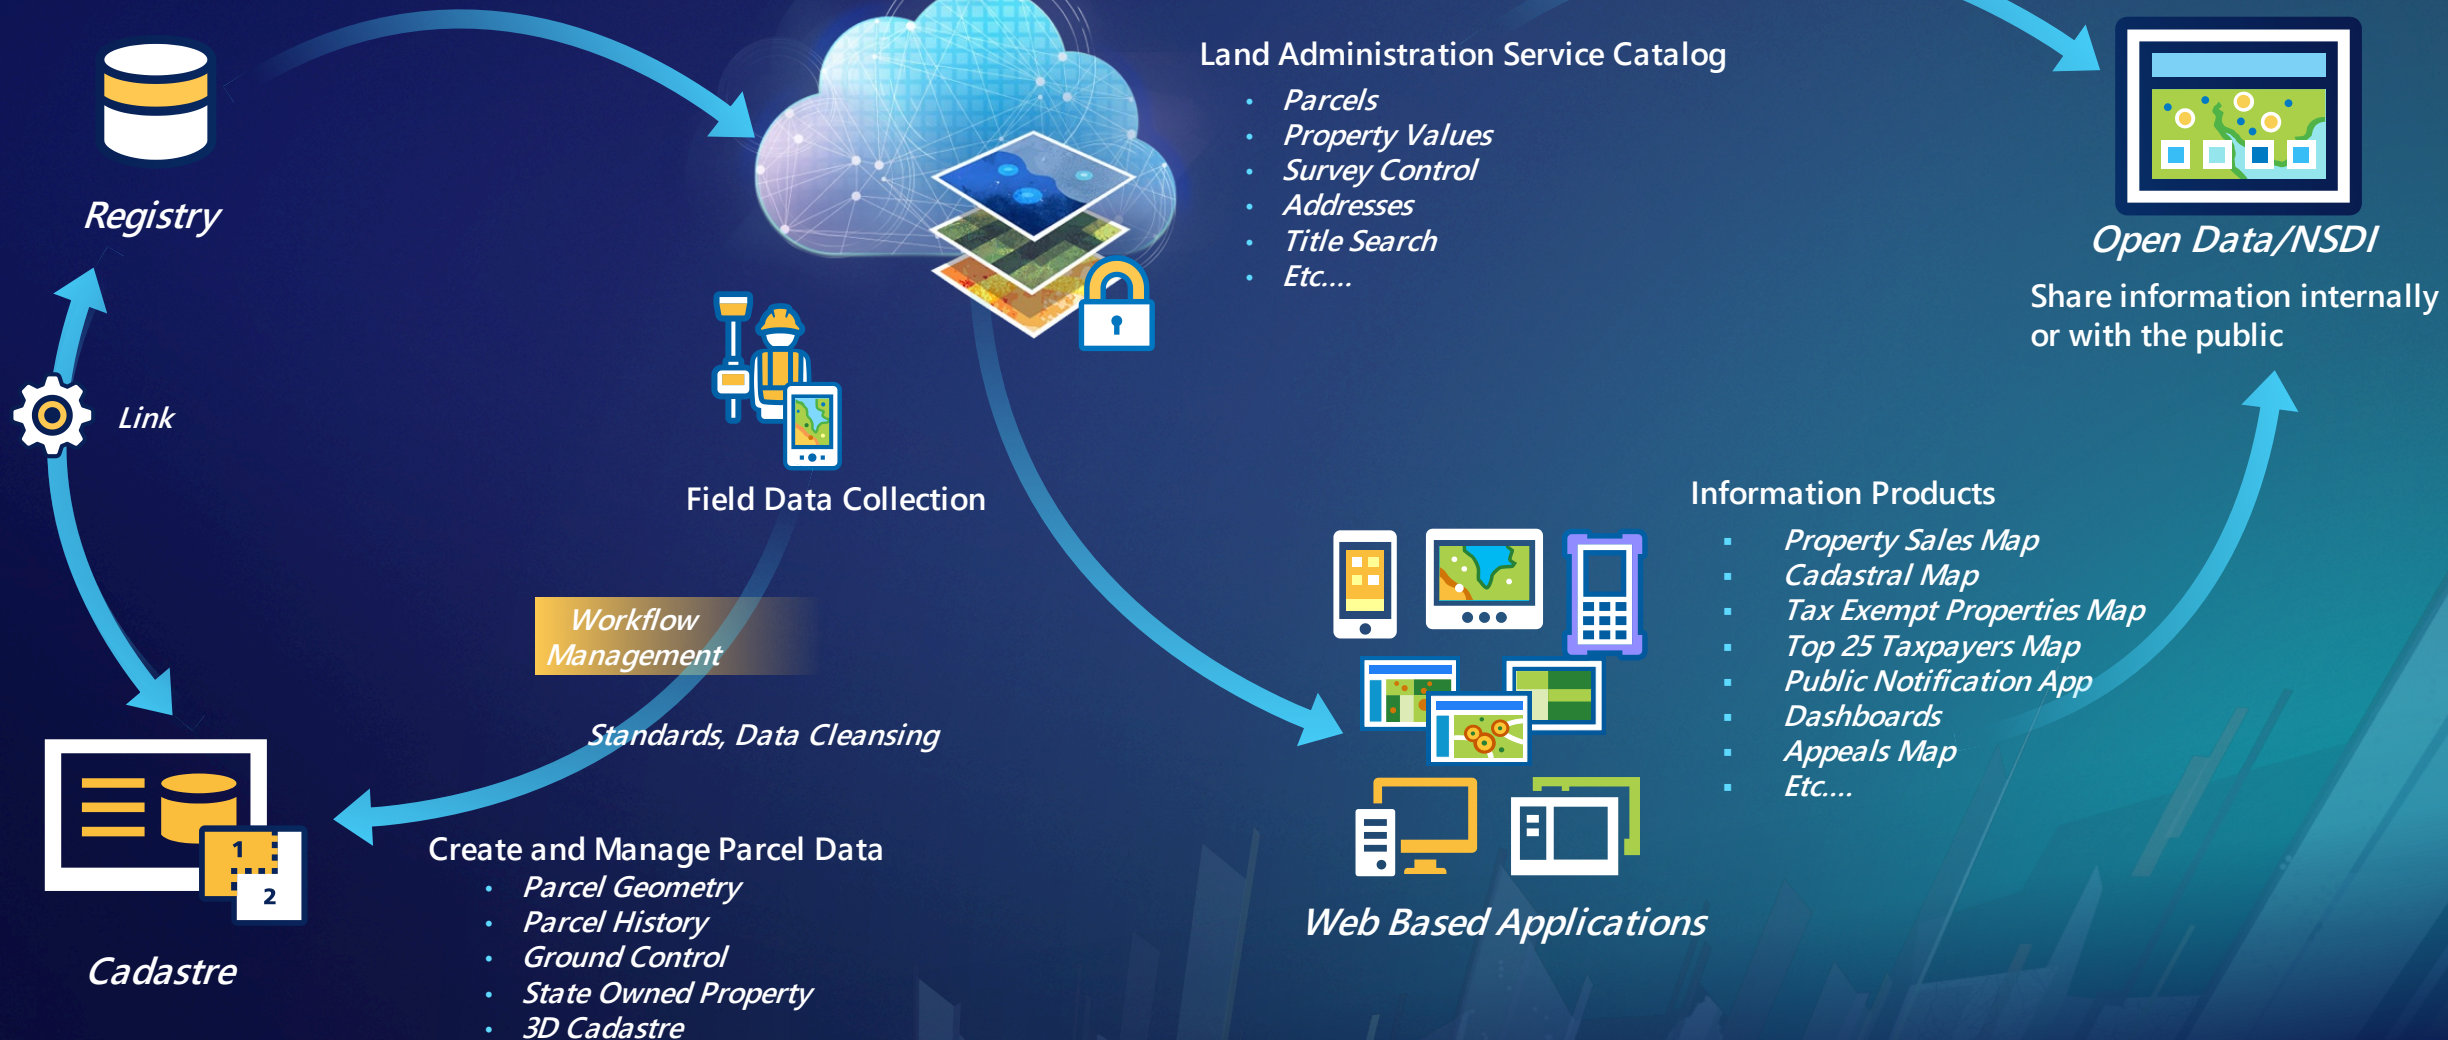 Registry
Link
Cadastre
Land Administration Service Catalog
Parcels
Property Values
Survey Control
Addresses
Title Search
Etc....
Field Data Collection
Workflow
Management
Standards, Data Cleansing
Create and Manage Parcel Data
Parcel Geometry
Parcel History
Ground Control
State Owned Property
3D Cadastre
1
2
Open Data/NSDI
Share information internally
or with the public
Information Products
Property Sales Map
Cadastral Map
Tax Exempt Properties Map
Top 25 Taxpayers Map
Public Notification App
Dashboards
Appeals Map
Etc....
Web Based Applications